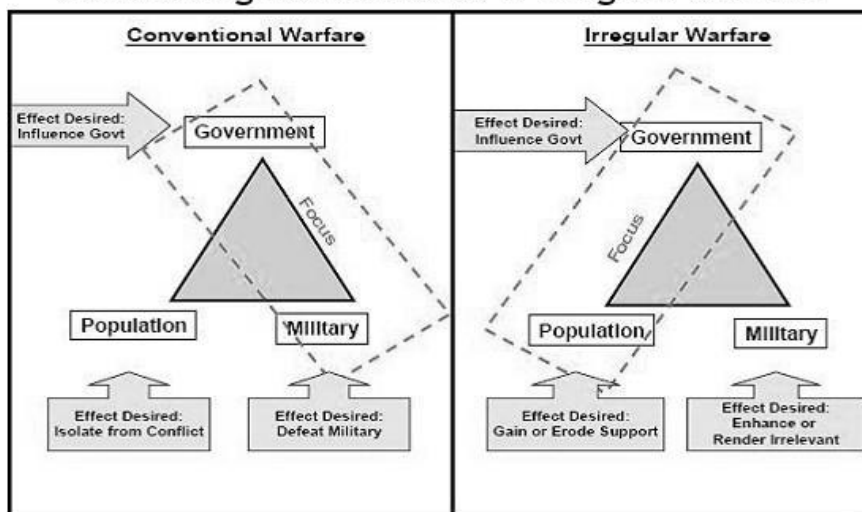 Conventional Warfare
Effect Desired:
Influence Govt
Government
Focus
Population
Military
Effect Desired:
Isolate from Conflict
Effect Desired:
Defeat Military
Irregular Warfare
Effect Desired:
Influence Govt
Government
Focus
Population
Military
Effect Desired:
Gain or Erode Support
Effect Desired:
Enhance or
Render Irrelevant